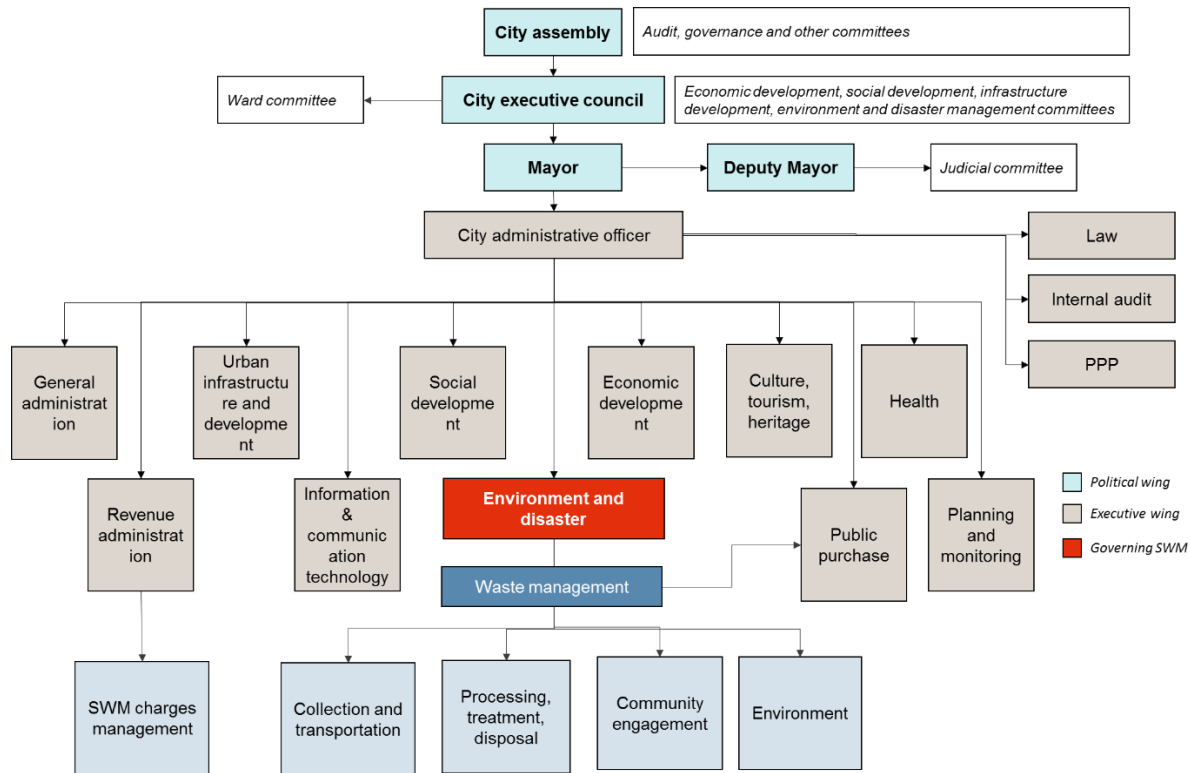 City assembly
Audit, governance and other committees
Ward committee
City executive council
Economic development, social development, infrastructure
development, environment and disaster management committees
Mayor
Deputy Mayor
Judicial committee
City administrative officer
Law
Internal audit
PPP
General
administrat
ion
Urban
infrastructu
re and
developme
nt
Social
developme
nt
Economic
developme
nt
Culture,
tourism,
heritage
Health
Revenue
administrat
ion
Information
&
communic
ation
technology
Environment and
disaster
Public
purchase
Planning
and
monitoring
Political wing
Executive wing
Governing SWM
Waste management
SWM charges
management
Collection and
transportation
Processing,
treatment,
disposal
Community
engagement
Environment